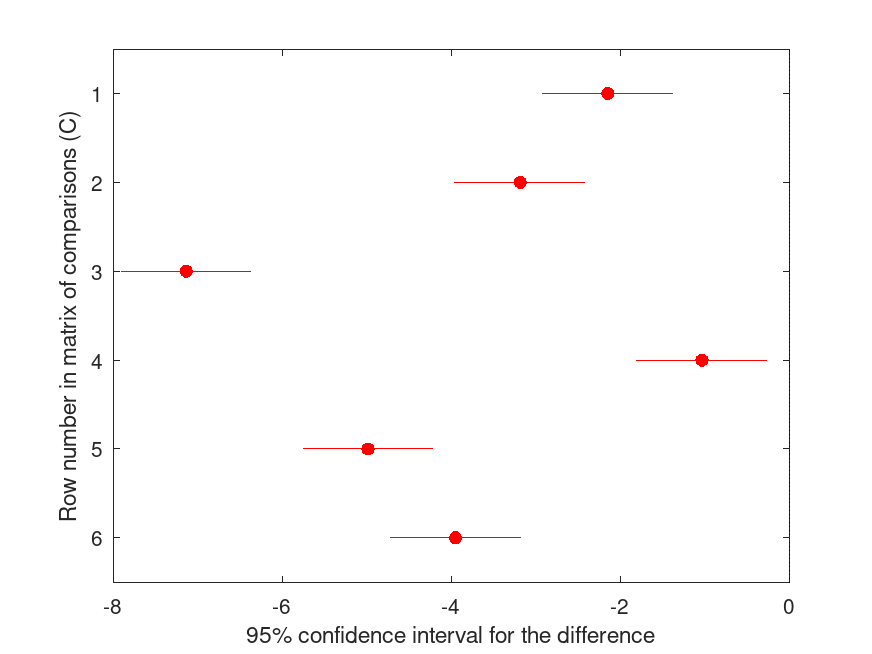 Row number in matrix of comparisons (C)
1
2
3
4
5
6
-8 -6 -4 -2 0
95% confidence interval for the difference